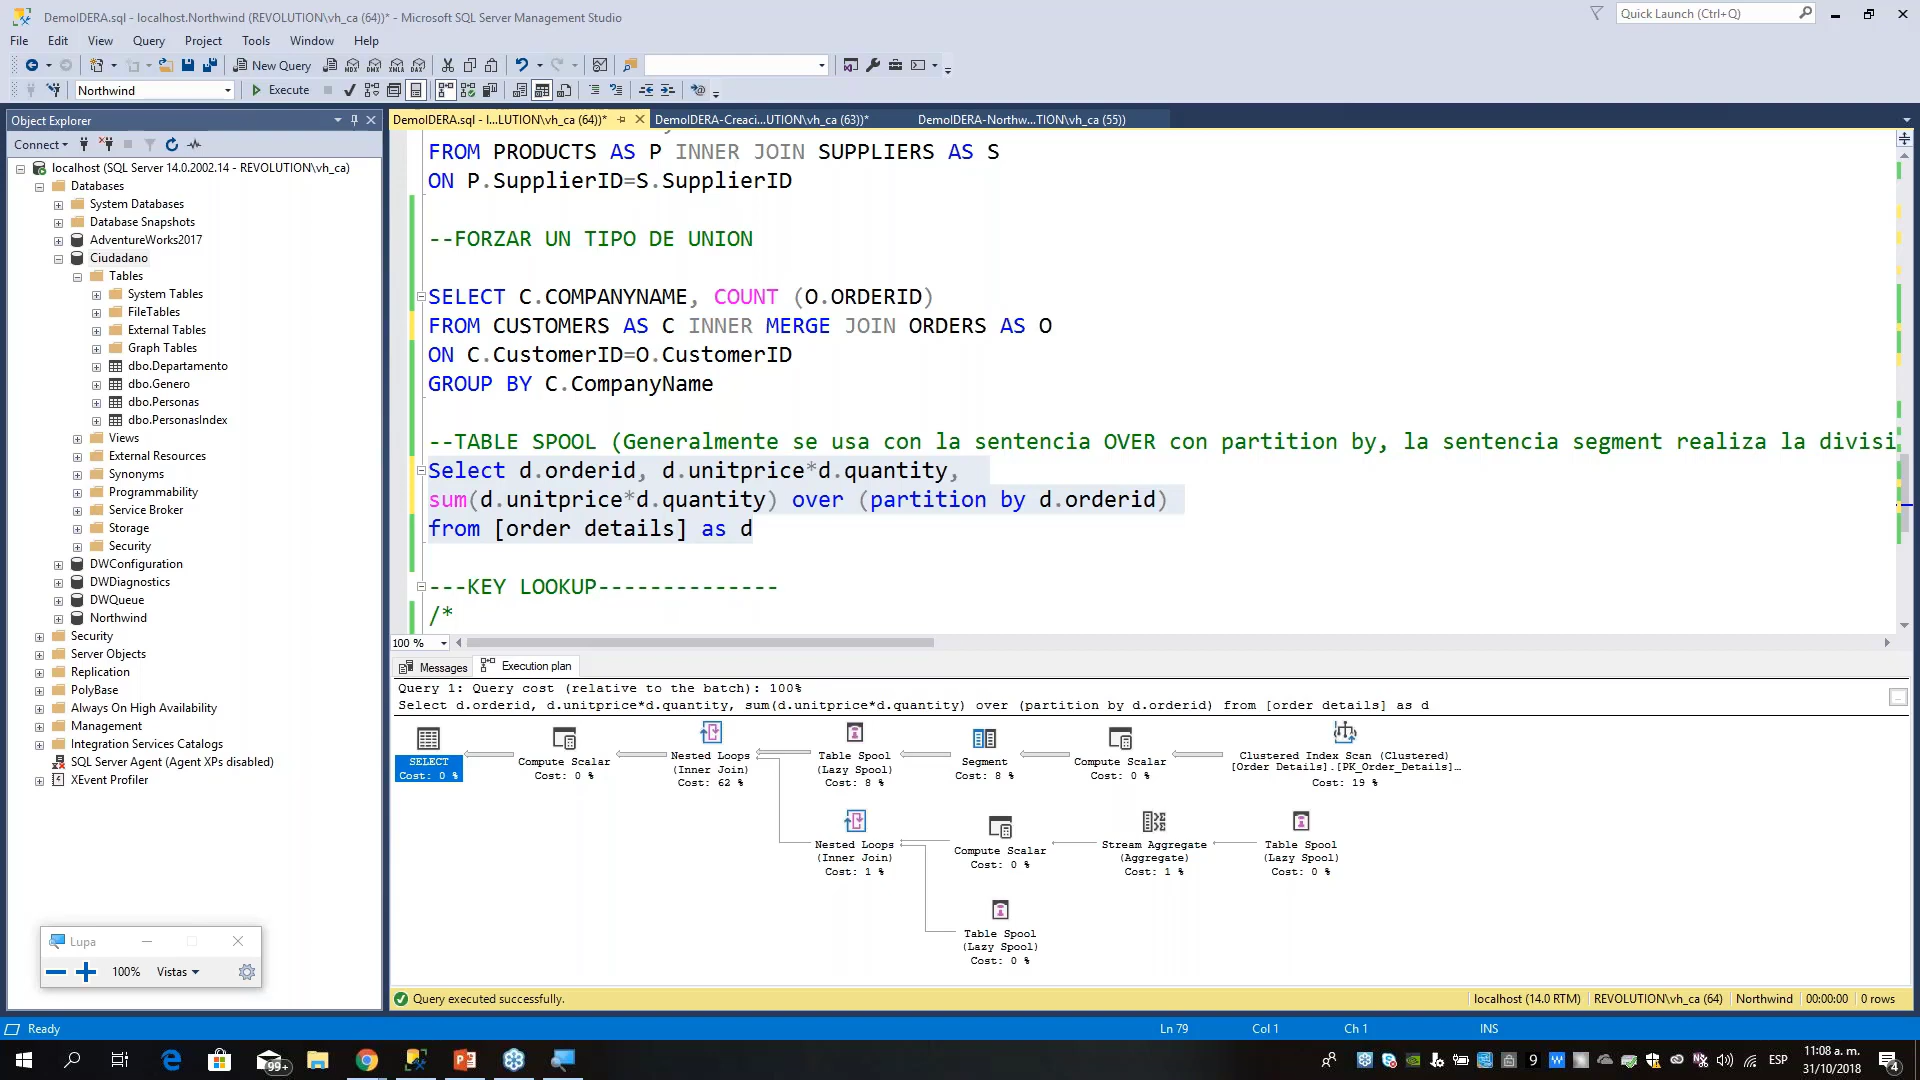 DemoIDERA.sql - localhost.Northwind (REVOLUTION\vh_ca (64))* - Microsoft SQL Server Management Studio
Quick Launch (Ctrl+Q)
File Edit View Query Project Tools Window Help
New Query
Northwind
Execute
Object Explorer
DemoIDERA.sql - l...LUTION\vh_ca (64))*
DemoIDERA-Creaci...UTION\vh_ca (63))*
DemoIDERA-Northw...TION\vh_ca (55))
Connect
localhost (SQL Server 14.0.2002.14 - REVOLUTION\vh_ca)
Databases
System Databases
Database Snapshots
AdventureWorks2017
Ciudadano
Tables
System Tables
FileTables
External Tables
Graph Tables
dbo.Departamento
dbo.Genero
dbo.Personas
dbo.PersonasIndex
Views
External Resources
Synonyms
Programmability
Service Broker
Storage
Security
DWConfiguration
DWDiagnostics
DWQueue
Northwind
Security
Server Objects
Replication
PolyBase
Always On High Availability
Management
Integration Services Catalogs
SQL Server Agent (Agent XPs disabled)
XEvent Profiler
FROM PRODUCTS AS P INNER JOIN SUPPLIERS AS S
ON P.SupplierID=S.SupplierID
--FORZAR UN TIPO DE UNION
SELECT C.COMPANYNAME, COUNT (O.ORDERID)
FROM CUSTOMERS AS C INNER MERGE JOIN ORDERS AS O
ON C.CustomerID=O.CustomerID
GROUP BY C.CompanyName
--TABLE SPOOL (Generalmente se usa con la sentencia OVER con partition by, la sentencia segment realiza la divisi
Select d.orderid, d.unitprice*d.quantity,
sum(d.unitprice*d.quantity) over (partition by d.orderid)
from [order details] as d
---KEY LOOKUP--------------
/*
100 %
Messages
Execution plan
Query 1: Query cost (relative to the batch): 100%
Select d.orderid, d.unitprice*d.quantity, sum(d.unitprice*d.quantity) over (partition by d.orderid) from [order details] as d
SELECT
Cost: 0 %
Compute Scalar
Cost: 0 %
Nested Loops
(Inner Join)
Cost: 62 %
Table Spool
(Lazy Spool)
Cost: 8 %
Segment
Cost: 8 %
Compute Scalar
Cost: 0 %
Clustered Index Scan (Clustered)
[Order Details].[PK_Order_Details]...
Cost: 19 %
Nested Loops
(Inner Join)
Cost: 1 %
Compute Scalar
Cost: 0 %
Stream Aggregate
(Aggregate)
Cost: 1 %
Table Spool
(Lazy Spool)
Cost: 0 %
Table Spool
(Lazy Spool)
Cost: 0 %
Lupa
100%
Vistas
Query executed successfully.
localhost (14.0 RTM)
REVOLUTION\vh_ca (64)
Northwind
00:00:00
0 rows
Ready
Ln 79
Col 1
Ch 1
INS
99+
ESP
11:08 a. m.
31/10/2018
4